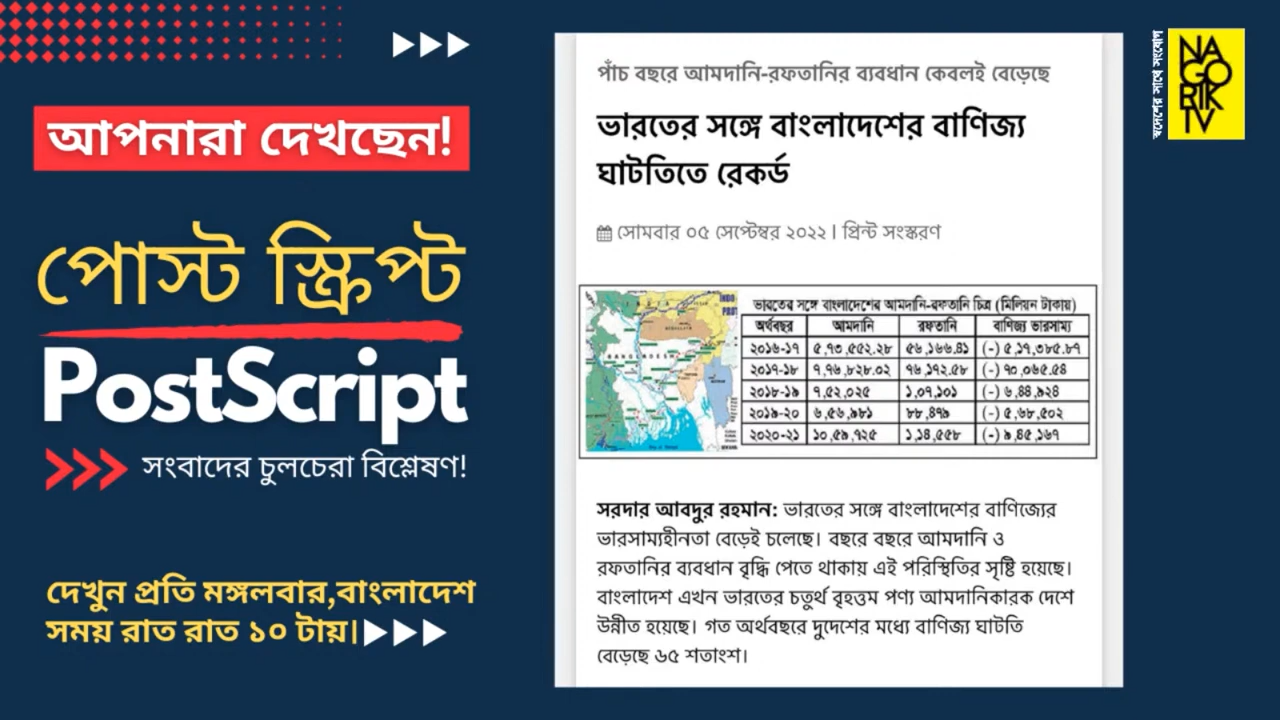 আপনারা দেখছেন!
পোস্ট স্ক্রিপ্ট
PostScript
সংবাদের চুলচেরা বিশ্লেষণ!
দেখুন প্রতি মঙ্গলবার,বাংলাদেশ
সময় রাত রাত ১০ টায়।
পাঁচ বছরে আমদানি-রফতানির ব্যবধান কেবলই বেড়েছে
ভারতের সঙ্গে বাংলাদেশের বাণিজ্য
ঘাটতিতে রেকর্ড
সোমবার ০৫ সেপ্টেম্বর ২০২২ | প্রিন্ট সংস্করণ
BANGLADESH
ভারতের সঙ্গে বাংলাদেশের আমদানি-রফতানি চিত্র (মিলিয়ন টাকায়)
অর্থবছর আমদানি রফতানি বাণিজ্য ভারসাম্য
২০১৬-১৭ ৫,৭৩,৫৫২.২৮ ৫৬,১৬৬.৪১ (-) ৫,১৭,৩৮৫.৮৭
২০১৭-১৮ ৭,৭৬,৮২৮.০২ ৭৬,১৭২.৫৮ (-) ৭০,০৬৫.৫৪
২০১৮-১৯ ৭,৫২,০২৫ ১,০৭,১০১ (-) ৬,৪৪,৯২৪
২০১৯-২০ ৬,৫৬,৯৮১ ৮৮,৪৭৯ (-) ৫,৬৮,৫০২
২০২০-২১ ১০,৫৯,৭২৫ ১,১৪,৫৫৮ (-) ৯,৪৫,১৬৭
সরদার আবদুর রহমান: ভারতের সঙ্গে বাংলাদেশের বাণিজ্যের
ভারসাম্যহীনতা বেড়েই চলেছে। বছরে বছরে আমদানি ও
রফতানির ব্যবধান বৃদ্ধি পেতে থাকায় এই পরিস্থিতির সৃষ্টি হয়েছে।
বাংলাদেশ এখন ভারতের চতুর্থ বৃহত্তম পণ্য আমদানিকারক দেশে
উন্নীত হয়েছে। গত অর্থবছরে দুদেশের মধ্যে বাণিজ্য ঘাটতি
বেড়েছে ৬৫ শতাংশ।
NAGORIK TV